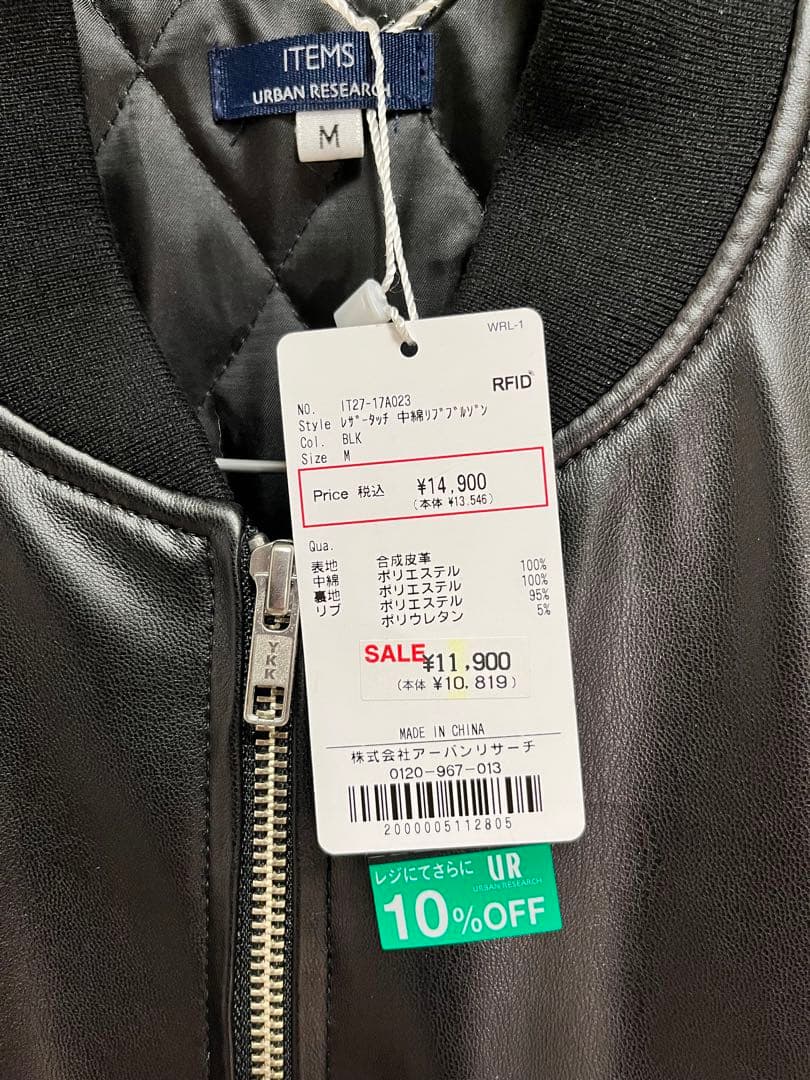 ITEMS
URBAN RESEARCH
M
WRL-1
RFID
NO. IT27-17A023
Style ﾚｻﾞｰﾀｯﾁ 中綿ﾘﾌﾞﾌﾞﾙｿﾞﾝ
Col. BLK
Size M
Price 税込 ¥14,900
(本体 ¥13,546)
Qua.
表地 合成皮革
中綿 ポリエステル 100%
裏地 ポリエステル 100%
リブ ポリエステル 95%
ポリウレタン 5%
SALE ¥11,900
(本体 ¥10,819)
MADE IN CHINA
株式会社アーバンリサーチ
0120-967-013
2000005112805
YKK
レジにてさらに UR
URBAN RESEARCH
10%OFF